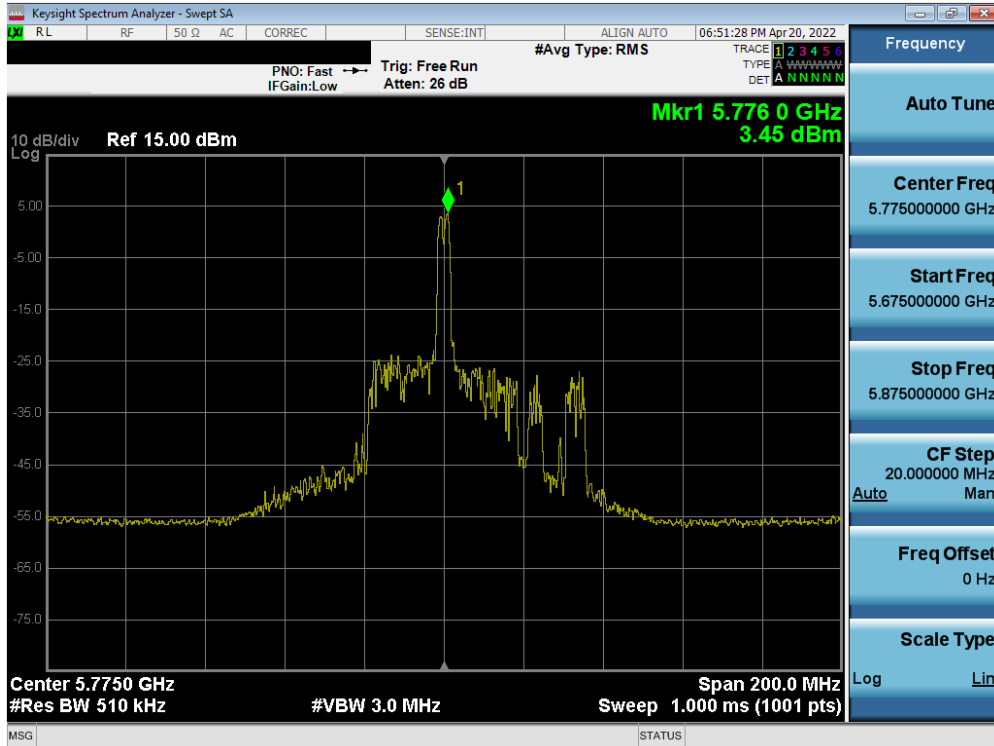 Keysight Spectrum Analyzer - Swept SA
LXI RL RF 50 Ω AC CORREC SENSE:INT ALIGN AUTO 06:51:28 PM Apr 20, 2022
#Avg Type: RMS
TRACE 1 2 3 4 5 6
TYPE A WWWWW
DET A N N N N N
PNO: Fast
IFGain:Low
Trig: Free Run
Atten: 26 dB
Mkr1 5.776 0 GHz
3.45 dBm
10 dB/div Ref 15.00 dBm
Log
1
5.00
-5.00
-15.0
-25.0
-35.0
-45.0
-55.0
-65.0
-75.0
Center 5.7750 GHz Span 200.0 MHz
#Res BW 510 kHz #VBW 3.0 MHz Sweep 1.000 ms (1001 pts)
MSG STATUS
Frequency
Auto Tune
Center Freq
5.775000000 GHz
Start Freq
5.675000000 GHz
Stop Freq
5.875000000 GHz
CF Step
20.000000 MHz
Auto Man
Freq Offset
0 Hz
Scale Type
Log Lin